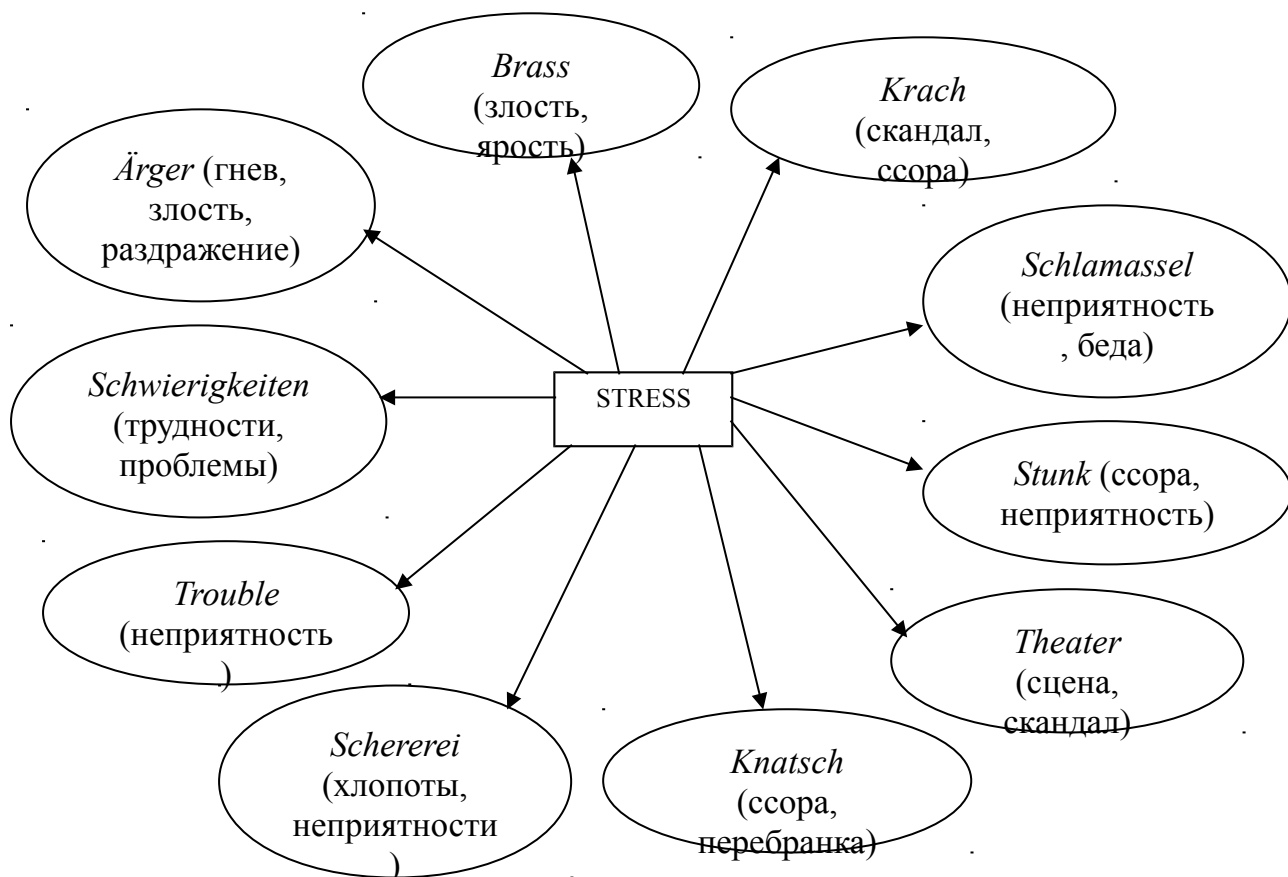 Brass
(злость,
ярость)
Krach
(скандал,
ссора)
Ärger (гнев,
злость,
раздражение)
Schlamassel
(неприятность
, беда)
STRESS
Schwierigkeiten
(трудности,
проблемы)
Stunk (ссора,
неприятность)
Trouble
(неприятность
)
Theater
(сцена,
скандал)
Schererei
(хлопоты,
неприятности
)
Knatsch
(ссора,
перебранка)